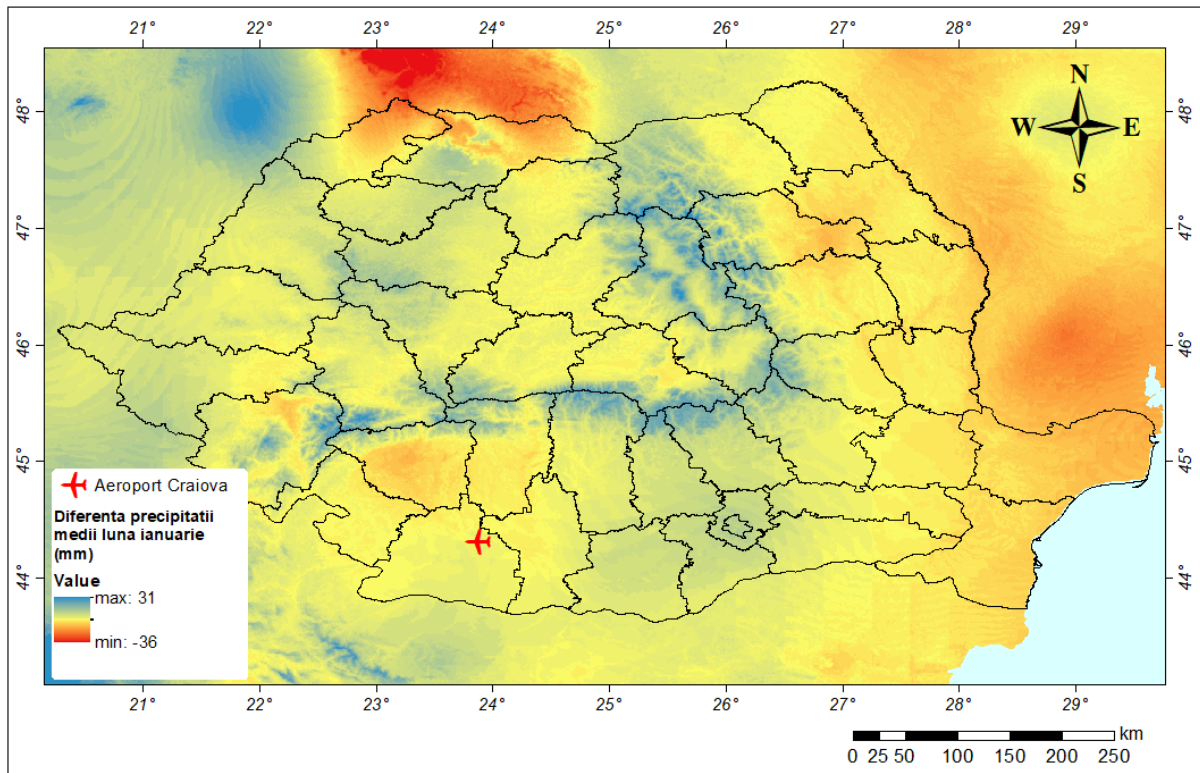 21° 22° 23° 24° 25° 26° 27° 28° 29°
N
W E
S
48° 48°
47° 47°
46° 46°
45° 45°
44° 44°
Aeroport Craiova
Diferenta precipitatii
medii luna ianuarie
(mm)
Value
max: 31
min: -36
21° 22° 23° 24° 25° 26° 27° 28° 29°
km
0 25 50 100 150 200 250